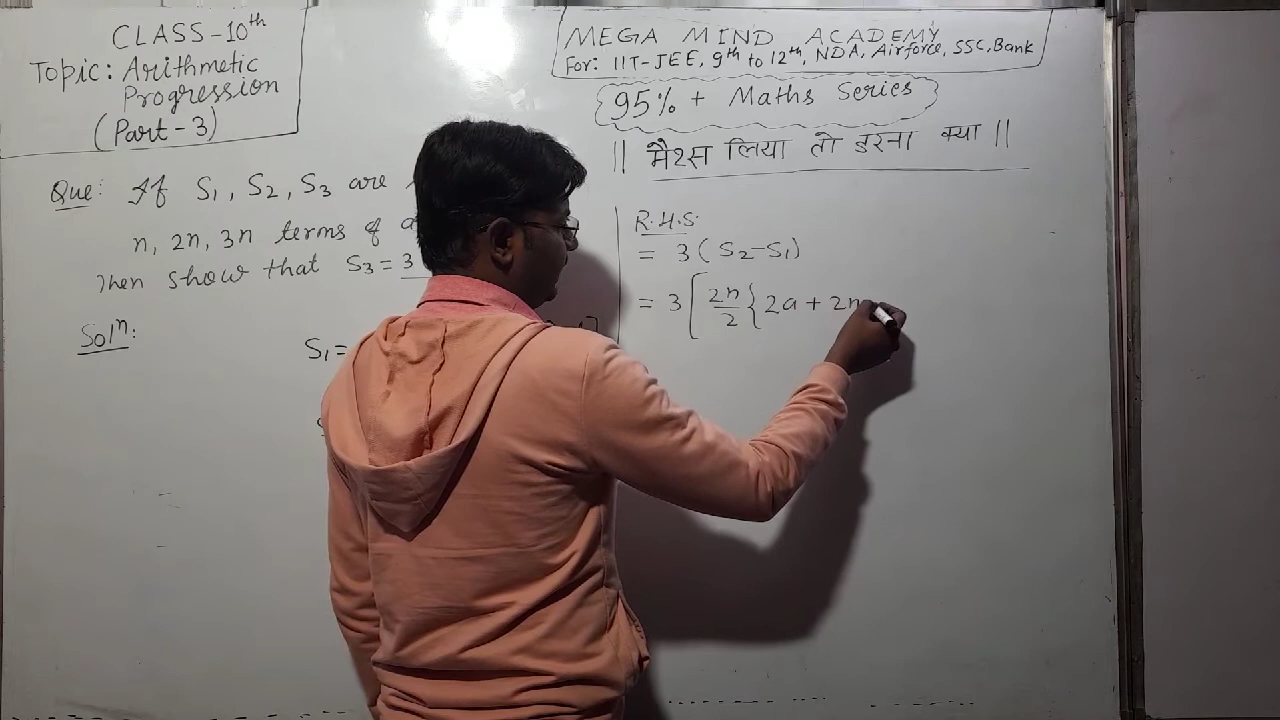 CLASS-10th
Topic: Arithmetic
Progression
(Part-3)
MEGA MIND ACADEMY
For: IIT-JEE, 9th to 12th, NDA, Airforce, SSC, Bank
95% + Maths Series
|| मैथ्स लिया तो डरना क्या ||
Que: If S1, S2, S3 are
n, 2n, 3n terms of
Then show that S3 = 3
Soln:
S1=
R.H.S.
= 3(S2-S1)
= 3[2n/2{2a+2n